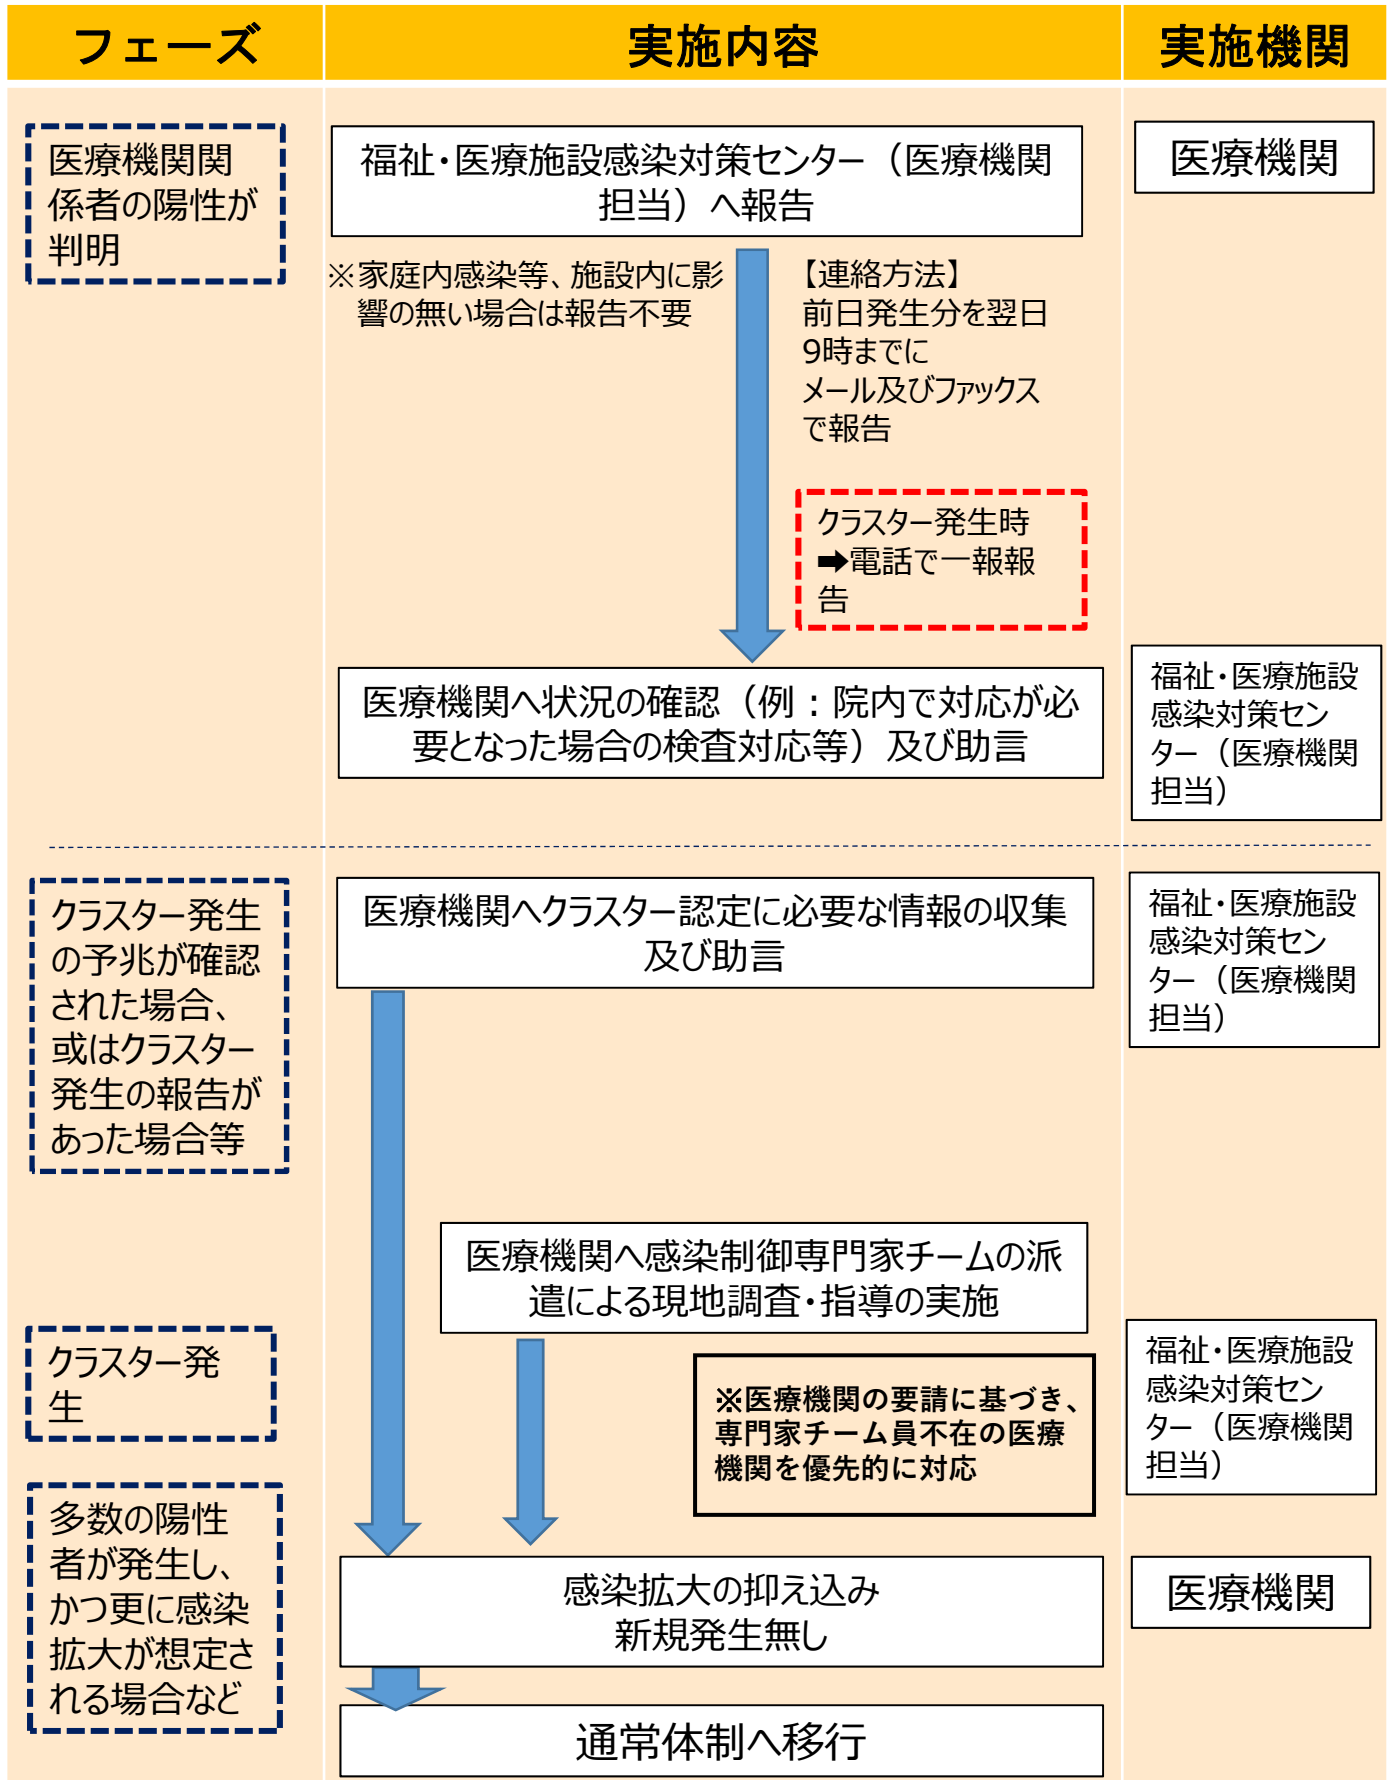 フェーズ
実施内容
実施機関
医療機関関
係者の陽性が
判明
福祉・医療施設感染対策センター（医療機関
担当）へ報告
医療機関
※家庭内感染等、施設内に影
響の無い場合は報告不要
【連絡方法】
前日発生分を翌日
9時までに
メール及びファックス
で報告
クラスター発生時
➡電話で一報報
告
医療機関へ状況の確認（例：院内で対応が必
要となった場合の検査対応等）及び助言
福祉・医療施設
感染対策セン
ター（医療機関
担当）
クラスター発生
の予兆が確認
された場合、
或はクラスター
発生の報告が
あった場合等
医療機関へクラスター認定に必要な情報の収集
及び助言
福祉・医療施設
感染対策セン
ター（医療機関
担当）
医療機関へ感染制御専門家チームの派
遣による現地調査・指導の実施
クラスター発
生
※医療機関の要請に基づき、
専門家チーム員不在の医療
機関を優先的に対応
福祉・医療施設
感染対策セン
ター（医療機関
担当）
多数の陽性
者が発生し、
かつ更に感染
拡大が想定さ
れる場合など
感染拡大の抑え込み
新規発生無し
医療機関
通常体制へ移行